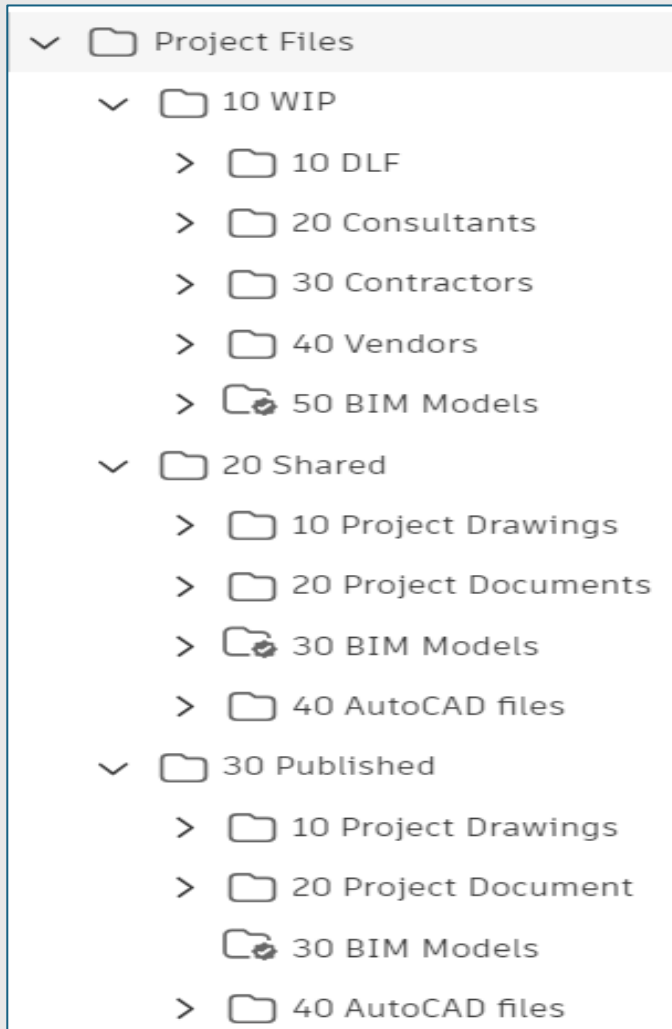 Project Files
10 WIP
10 DLF
20 Consultants
30 Contractors
40 Vendors
50 BIM Models
20 Shared
10 Project Drawings
20 Project Documents
30 BIM Models
40 AutoCAD files
30 Published
10 Project Drawings
20 Project Document
30 BIM Models
40 AutoCAD files